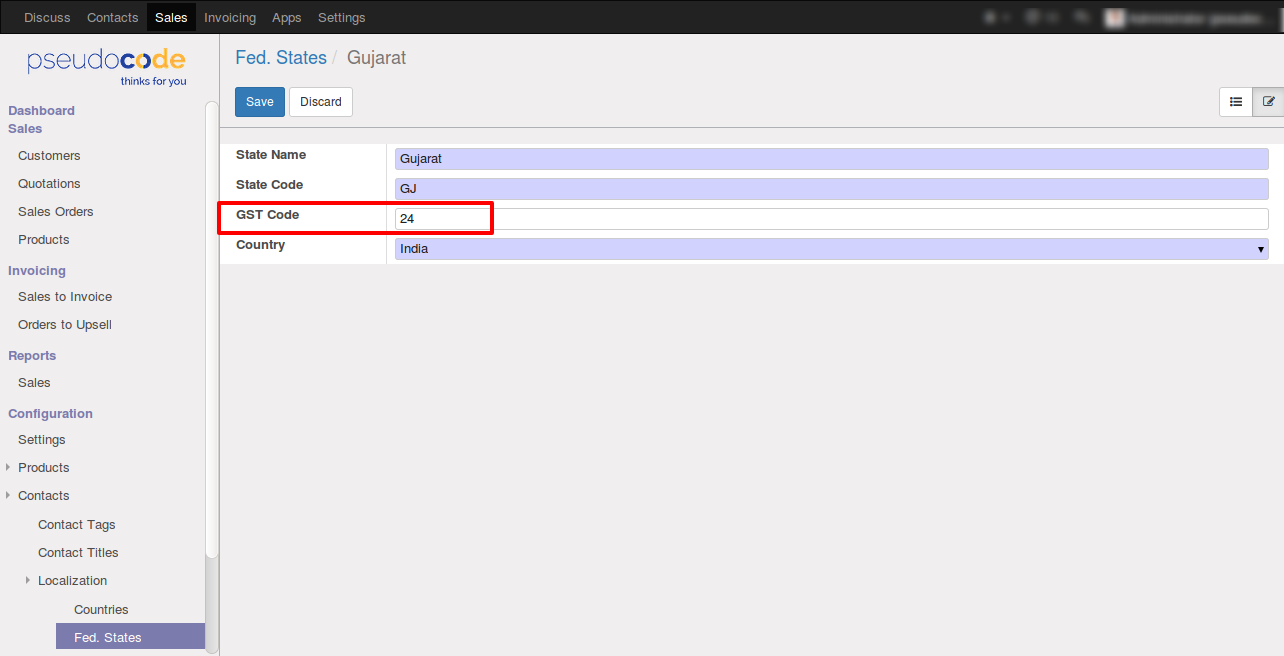 Discuss Contacts Sales Invoicing Apps Settings
pseudocode
thinks for you
Dashboard
Sales
Customers
Quotations
Sales Orders
Products
Invoicing
Sales to Invoice
Orders to Upsell
Reports
Sales
Configuration
Settings
Products
Contacts
Contact Tags
Contact Titles
Localization
Countries
Fed. States
Fed. States / Gujarat
Save Discard
State Name Gujarat
State Code GJ
GST Code 24
Country India